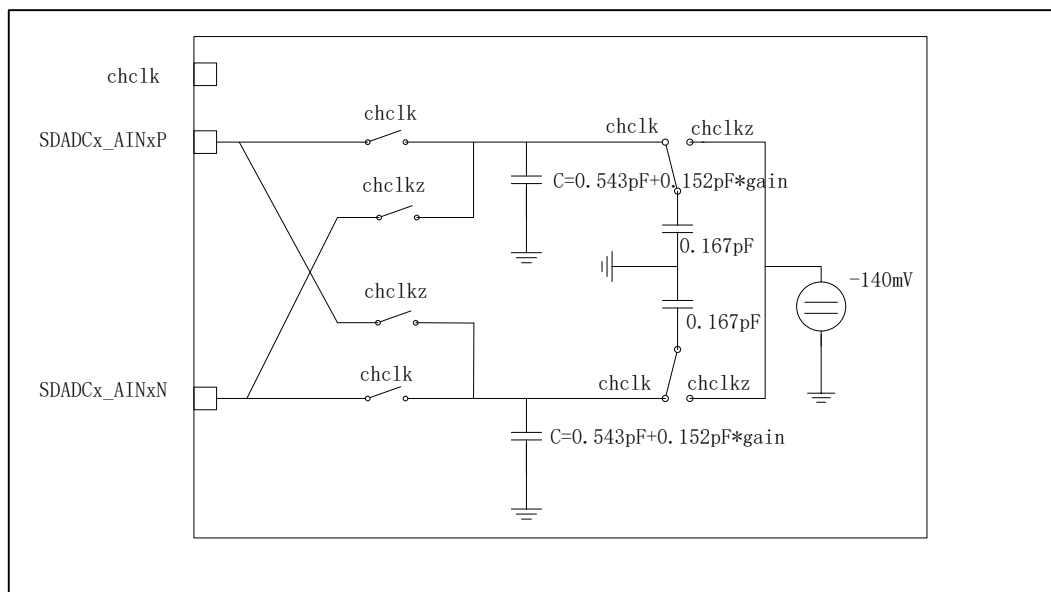 chclk
SDADCx_AINxP
chclk
chclk
chclkz
C=0.543pF+0.152pF*gain
chclkz
0.167pF
-140mV
chclkz
0.167pF
SDADCx_AINxN
chclk
chclk
chclkz
C=0.543pF+0.152pF*gain